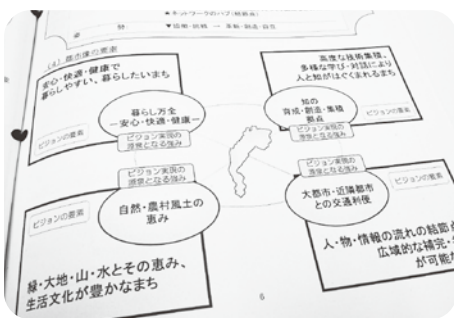 ▲ネットワークのハブ(結節点)
▼協働・挑戦 → 革新・創造・自立
(4) 都市像の要素
安心・快適・健康で
暮らしやすい、暮らしたいまち
ビジョンの要素
高度な技術集積、
多様な学び・対話により
人と知がはぐくまれるまち
ビジョンの要素
暮らし万全
―安心・快適・健康―
ビジョン実現の
源泉となる強み
知の
育成・創造・集積
拠点
ビジョン実現の
源泉となる強み
ビジョン実現の
源泉となる強み
自然・農村風土の
恵み
ビジョンの要素
緑・大地・山・水とその恵み、
生活文化が豊かなまち
ビジョン実現の
源泉となる強み
大都市・近隣都市
との交通利便
ビジョンの要素
人・物・情報の流れの結節点
広域的な補完・
が可能な
6